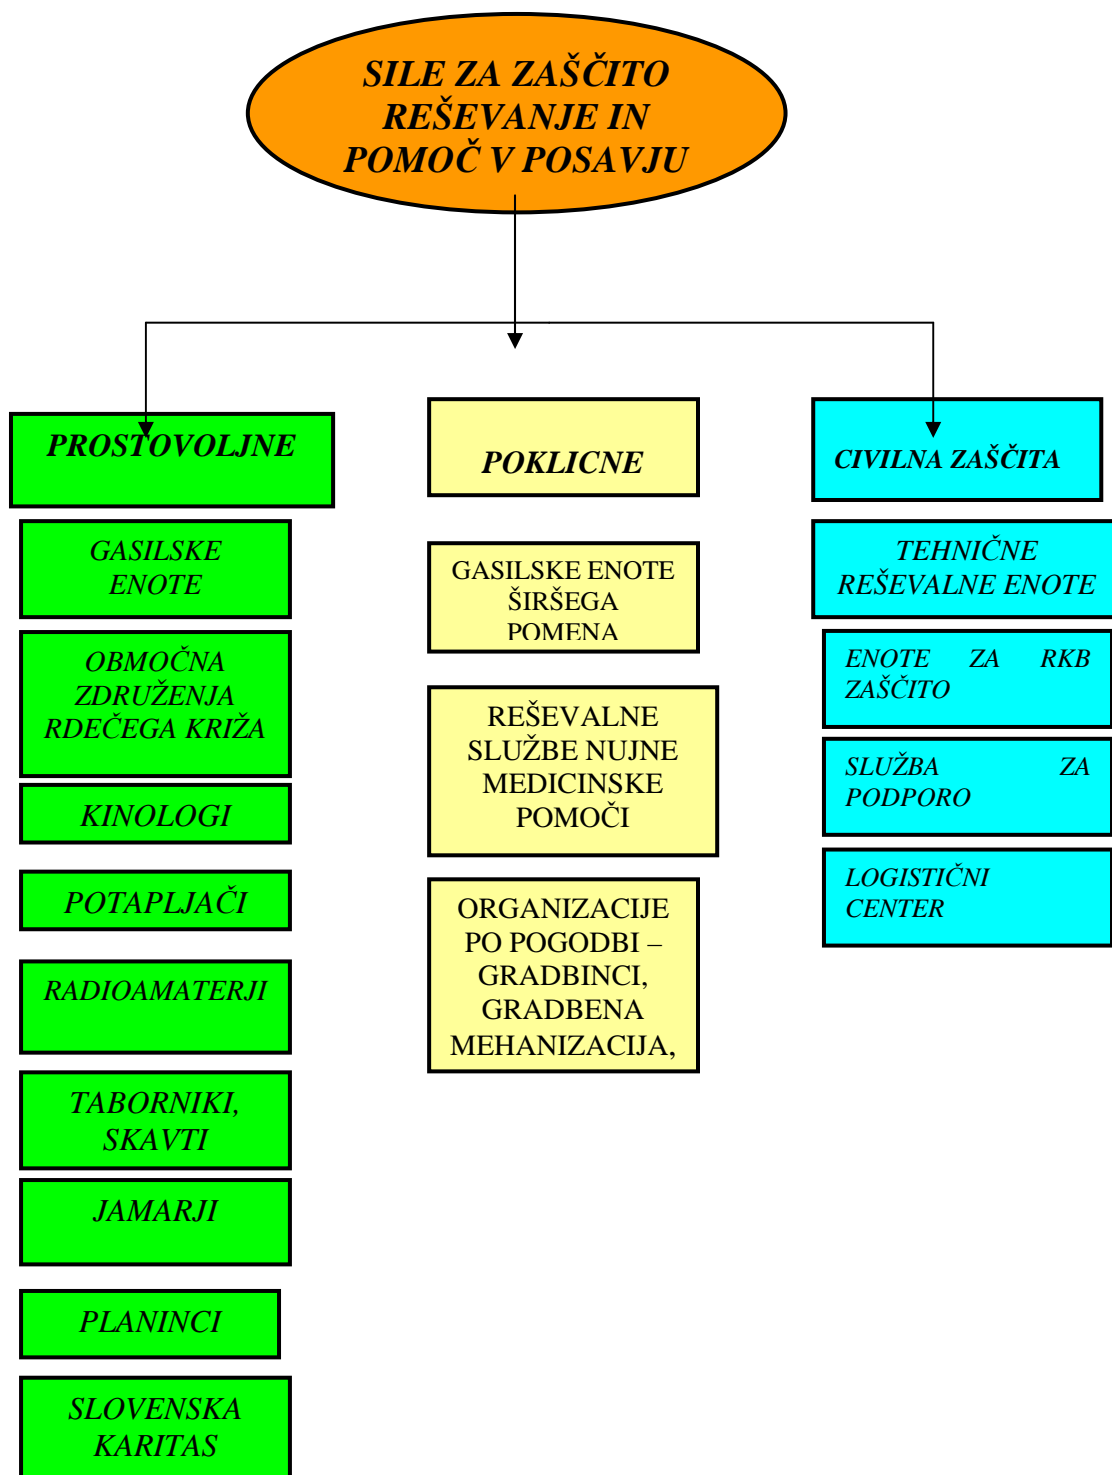 SILE ZA ZAŠČITO
REŠEVANJE IN
POMOČ V POSAVJU
PROSTOVOLJNE
GASILSKE
ENOTE
OBMOČNA
ZDRUŽENJA
RDEČEGA KRIŽA
KINOLOGI
POTAPLJAČI
RADIOAMATERJI
TABORNIKI,
SKAVTI
JAMARJI
PLANINCI
SLOVENSKA
KARITAS
POKLICNE
GASILSKE ENOTE
ŠIRŠEGA
POMENA
REŠEVALNE
SLUŽBE NUJNE
MEDICINSKE
POMOČI
ORGANIZACIJE
PO POGODBI –
GRADBINCI,
GRADBENA
MEHANIZACIJA,
CIVILNA ZAŠČITA
TEHNIČNE
REŠEVALNE ENOTE
ENOTE ZA RKB
ZAŠČITO
SLUŽBA ZA
PODPORO
LOGISTIČNI
CENTER